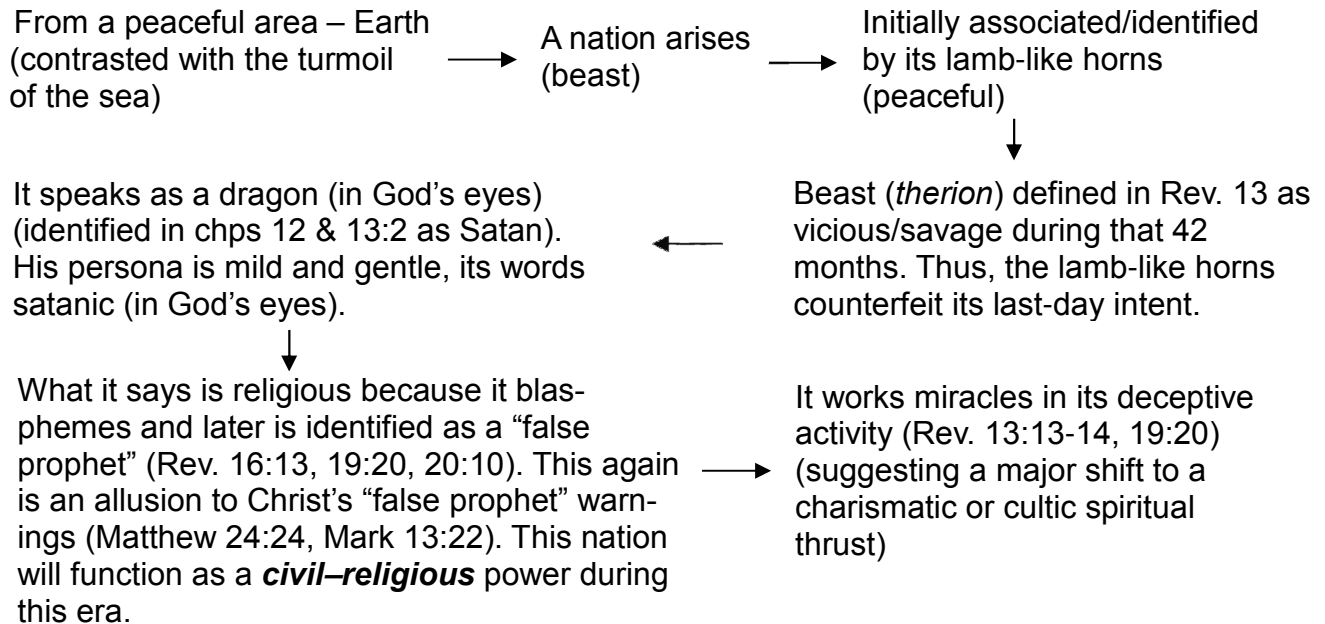 From a peaceful area – Earth
(contrasted with the turmoil
of the sea)
A nation arises
(beast)
Initially associated/identified
by its lamb-like horns
(peaceful)
Beast (therion) defined in Rev. 13 as
vicious/savage during that 42
months. Thus, the lamb-like horns
counterfeit its last-day intent.
It speaks as a dragon (in God’s eyes)
(identified in chps 12 & 13:2 as Satan).
His persona is mild and gentle, its words
satanic (in God’s eyes).
What it says is religious because it blas-
phemes and later is identified as a “false
prophet” (Rev. 16:13, 19:20, 20:10). This again
is an allusion to Christ’s “false prophet” warn-
ings (Matthew 24:24, Mark 13:22). This nation
will function as a civil–religious power during
this era.
It works miracles in its deceptive
activity (Rev. 13:13-14, 19:20)
(suggesting a major shift to a
charismatic or cultic spiritual
thrust)